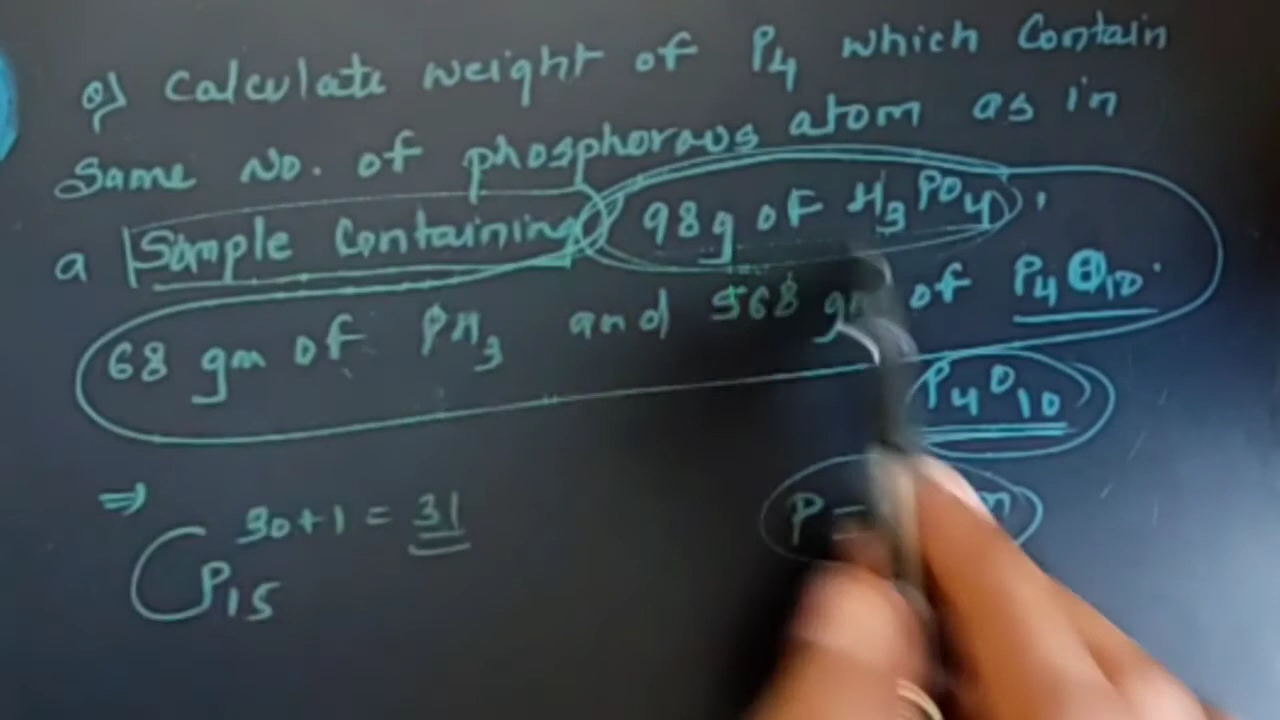 Q) Calculate weight of P4 which Contain
Same No. of phosphorous atom as in
a Sample Containing 98g of H3PO4,
68 gm of PH3 and 568 gm of P4O10.
P4O10
⇒ P15 30+1 = 31
P =